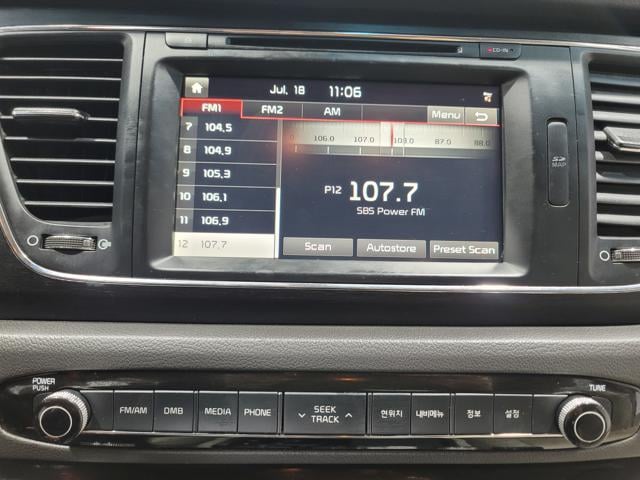 CD-IN
Jul. 18 11:06
FM1 FM2 AM Menu
7 104.5
8 104.9
9 105.3
10 106.1
11 106.9
12 107.7
106.0 107.0 108.0 87.0 88.0
P12 107.7
SBS Power FM
Scan Autostore Preset Scan
SD
MAP
POWER
PUSH
TUNE
FM/AM DMB MEDIA PHONE
SEEK
TRACK
현위치 내비메뉴 정보 설정